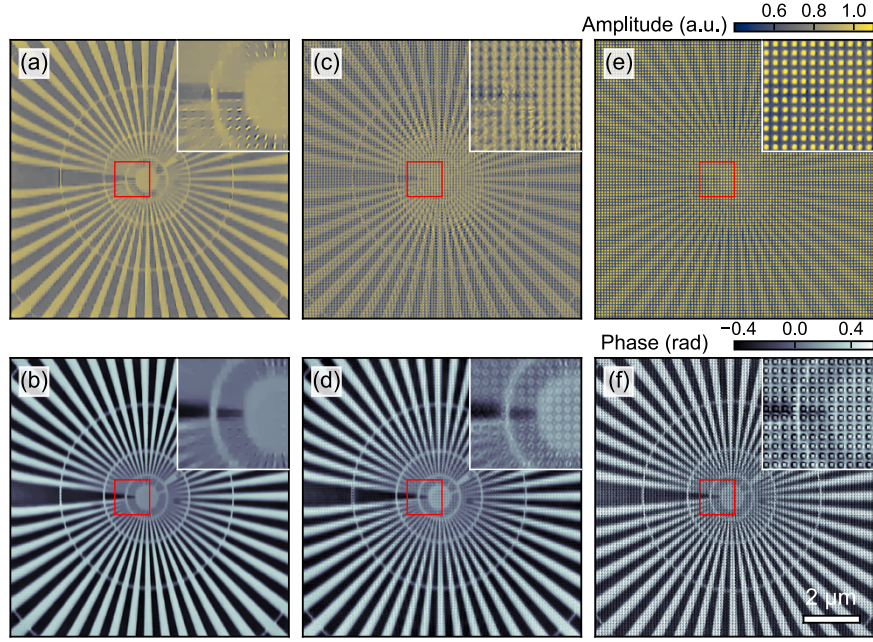 Amplitude (a.u.) 0.6 0.8 1.0
(a) (c) (e)
Phase (rad) −0.4 0.0 0.4
(b) (d) (f)
2 μm